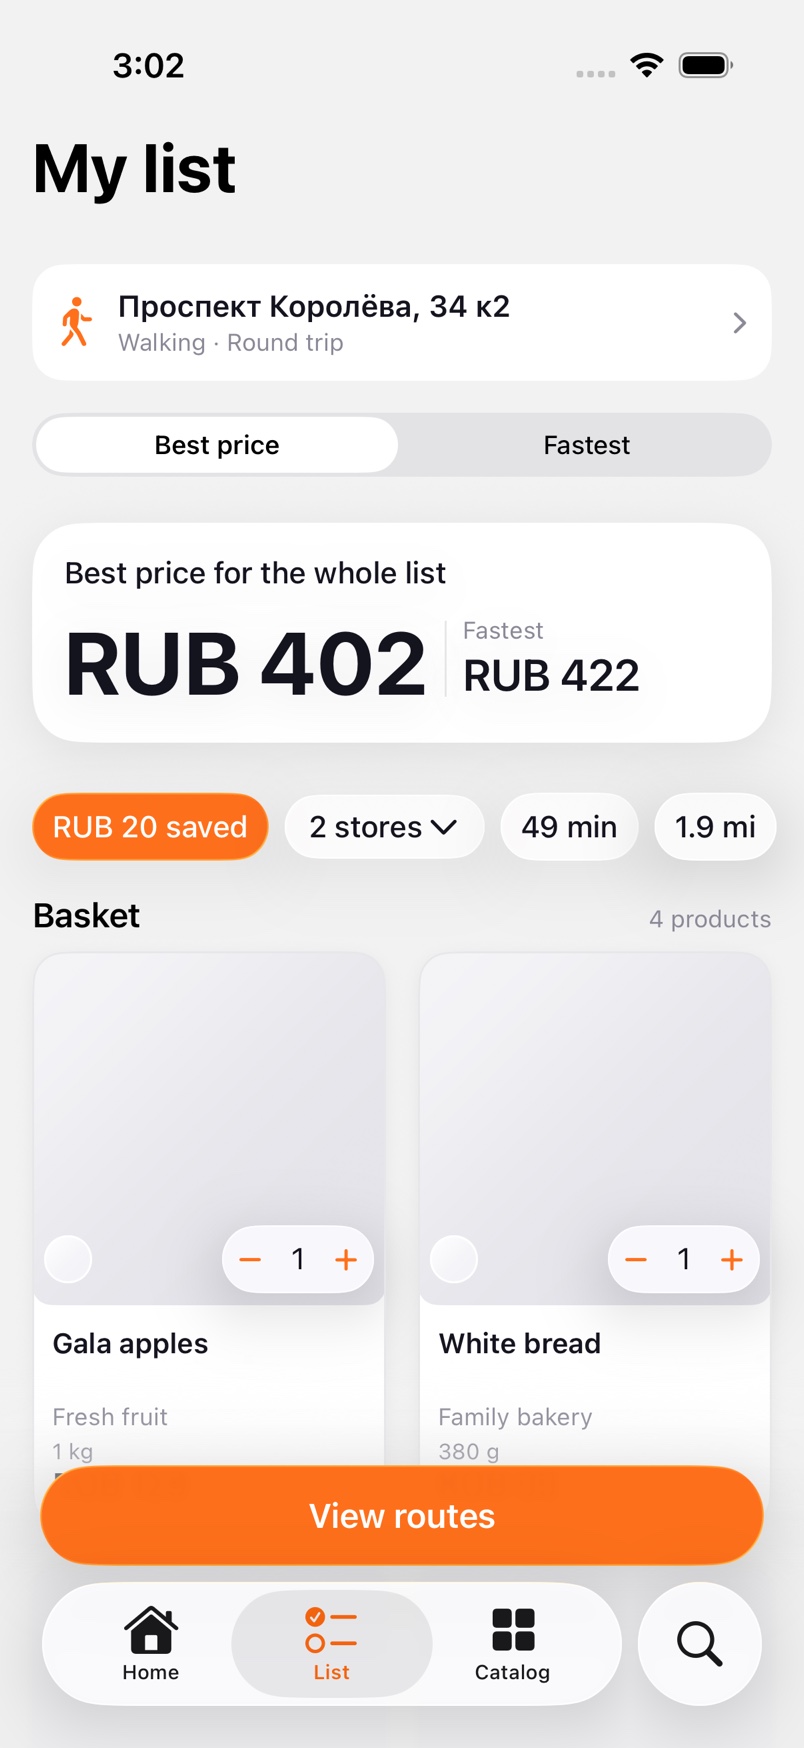 3:02
My list
Проспект Королёва, 34 к2
Walking · Round trip
Best price
Fastest
Best price for the whole list
RUB 402
Fastest
RUB 422
RUB 20 saved
2 stores
49 min
1.9 mi
Basket
4 products
1
1
Gala apples
White bread
Fresh fruit
Family bakery
1 kg
380 g
View routes
Home
List
Catalog